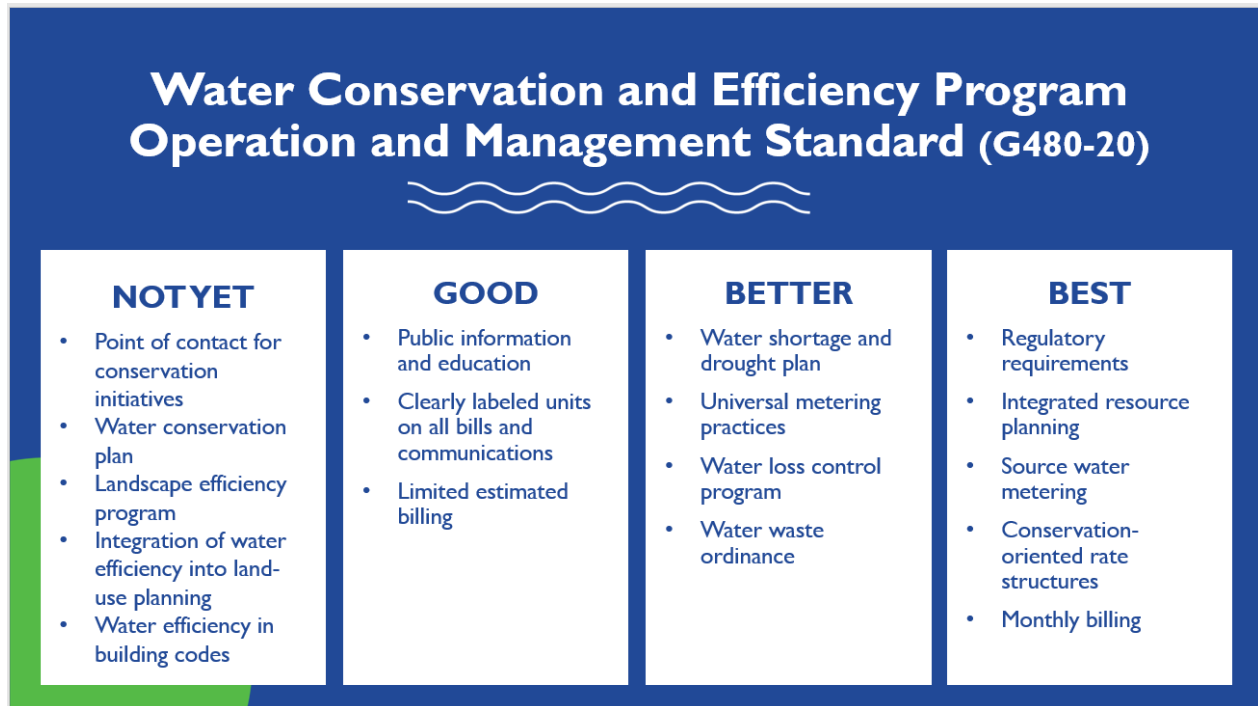 Water Conservation and Efficiency Program
Operation and Management Standard (G480-20)
NOT YET
• Point of contact for
conservation
initiatives
• Water conservation
plan
• Landscape efficiency
program
• Integration of water
efficiency into land-
use planning
• Water efficiency in
building codes
GOOD
• Public information
and education
• Clearly labeled units
on all bills and
communications
• Limited estimated
billing
BETTER
• Water shortage and
drought plan
• Universal metering
practices
• Water loss control
program
• Water waste
ordinance
BEST
• Regulatory
requirements
• Integrated resource
planning
• Source water
metering
• Conservation-
oriented rate
structures
• Monthly billing